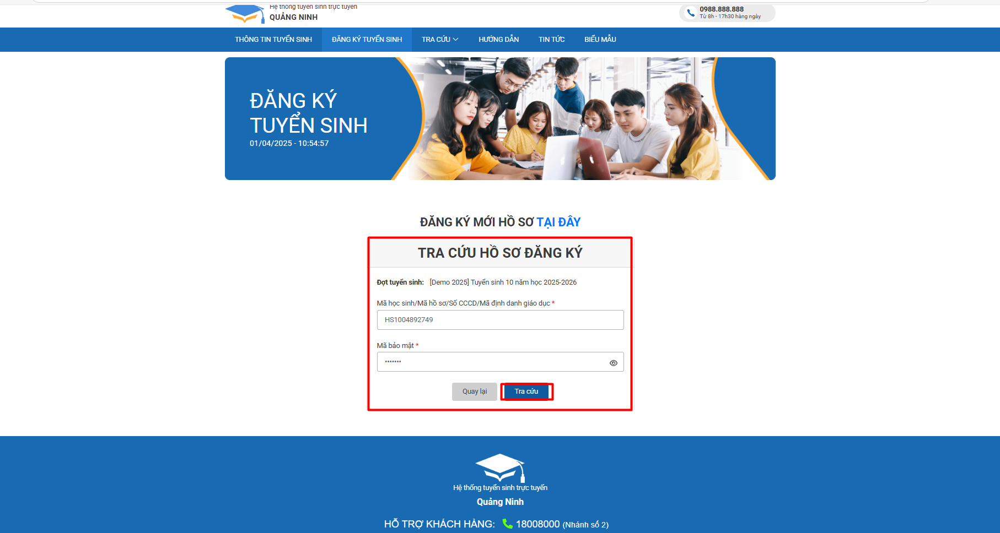 Hệ thống tuyển sinh trực tuyến
QUẢNG NINH
0988.888.888
Từ 8h - 17h30 hàng ngày
THÔNG TIN TUYỂN SINH
ĐĂNG KÝ TUYỂN SINH
TRA CỨU
HƯỚNG DẪN
TIN TỨC
BIỂU MẪU
ĐĂNG KÝ
TUYỂN SINH
01/04/2025 - 10:54:57
ĐĂNG KÝ MỚI HỒ SƠ TẠI ĐÂY
TRA CỨU HỒ SƠ ĐĂNG KÝ
Đợt tuyển sinh: [Demo 2025] Tuyển sinh 10 năm học 2025-2026
Mã học sinh/Mã hồ sơ/Số CCCD/Mã định danh giáo dục *
HS1004892749
Mã bảo mật *
•••••••
Quay lại
Tra cứu
Hệ thống tuyển sinh trực tuyến
Quảng Ninh
HỖ TRỢ KHÁCH HÀNG: 18008000 (Nhánh số 2)